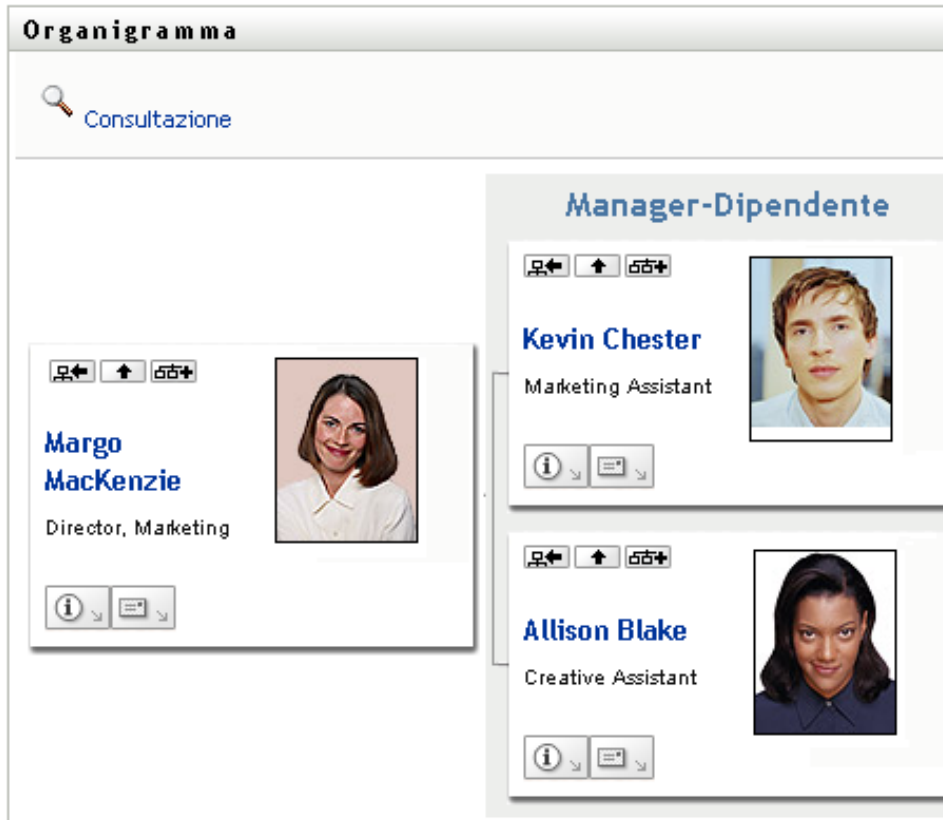 Organigramma
Consultazione
Manager-Dipendente
Kevin Chester
Marketing Assistant
Margo
MacKenzie
Director, Marketing
Allison Blake
Creative Assistant